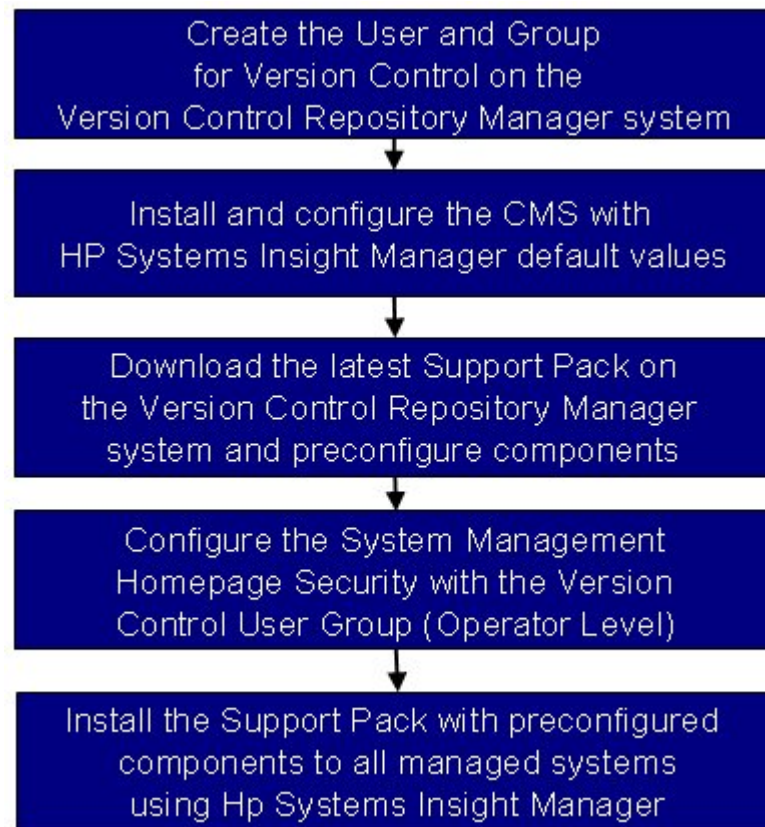 Create the User and Group
for Version Control on the
Version Control Repository Manager system
Install and configure the CMS with
HP Systems Insight Manager default values
Download the latest Support Pack on
the Version Control Repository Manager
system and preconfigure components
Configure the System Management
Homepage Security with the Version
Control User Group (Operator Level)
Install the Support Pack with preconfigured
components to all managed systems
using Hp Systems Insight Manager